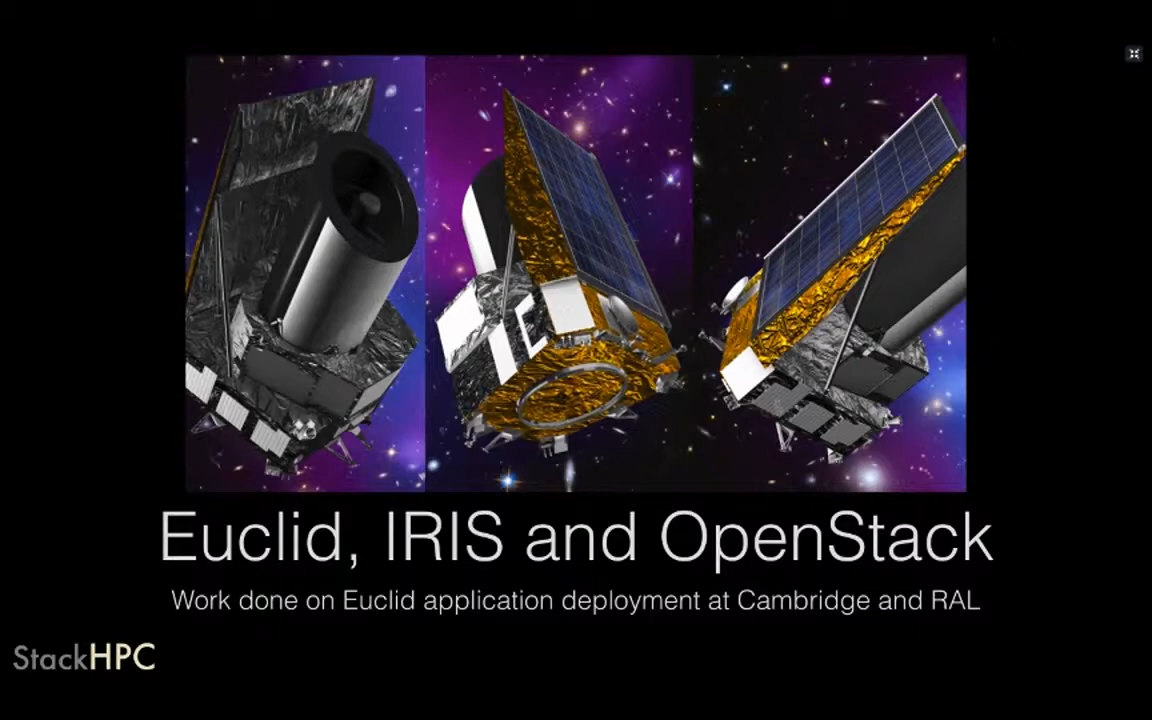 Euclid, IRIS and OpenStack
Work done on Euclid application deployment at Cambridge and RAL
StackHPC